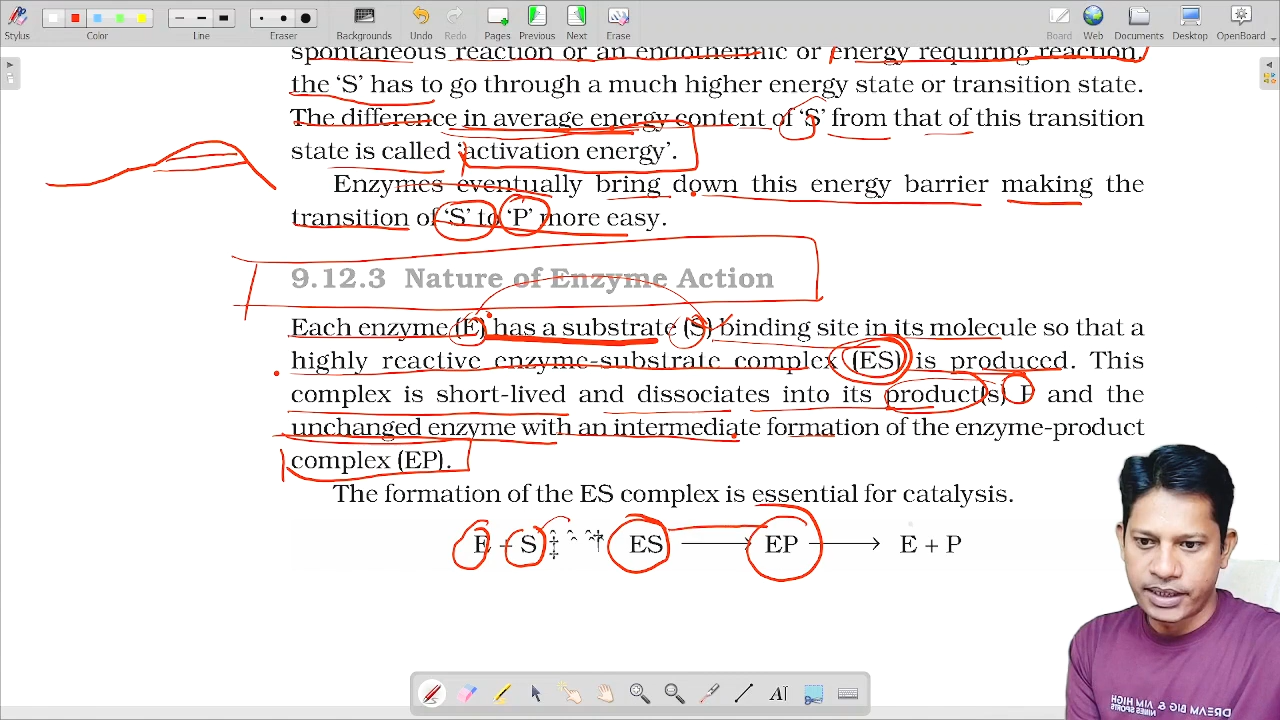 Stylus Color Line Eraser Backgrounds Undo Redo Pages Previous Next Erase Board Web Documents Desktop OpenBoard
spontaneous reaction or an endothermic or energy requiring reaction,
the ‘S’ has to go through a much higher energy state or transition state.
The difference in average energy content of ‘S’ from that of this transition
state is called ‘activation energy’.
Enzymes eventually bring down this energy barrier making the
transition of ‘S’ to ‘P’ more easy.
9.12.3 Nature of Enzyme Action
Each enzyme (E) has a substrate (S) binding site in its molecule so that a
highly reactive enzyme-substrate complex (ES) is produced. This
complex is short-lived and dissociates into its product(s) P and the
unchanged enzyme with an intermediate formation of the enzyme-product
complex (EP).
The formation of the ES complex is essential for catalysis.
E + S ES ⟶ EP ⟶ E + P
DREAM BIG & AIM HIGH